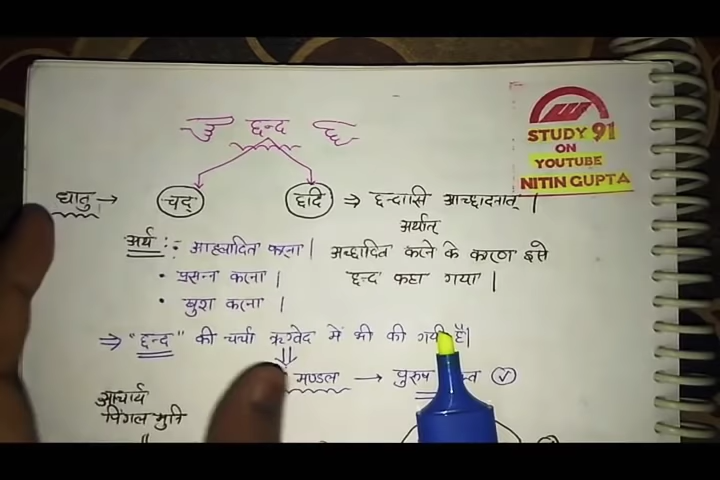 छन्द
STUDY 91
ON
YOUTUBE
NITIN GUPTA
धातु → चद् छदि ⇒ छन्दासि आच्छादनात् |
अर्थात्
अर्थ :- आह्लादित करना | अच्छादित करने के कारण इसे
• प्रसन्न करना | छन्द कहा गया |
• खुश करना |
⇒ "छन्द" की चर्चा ऋग्वेद में भी की गयी है|
मण्डल → पुरुष
आचार्य
पिंगल मुनि